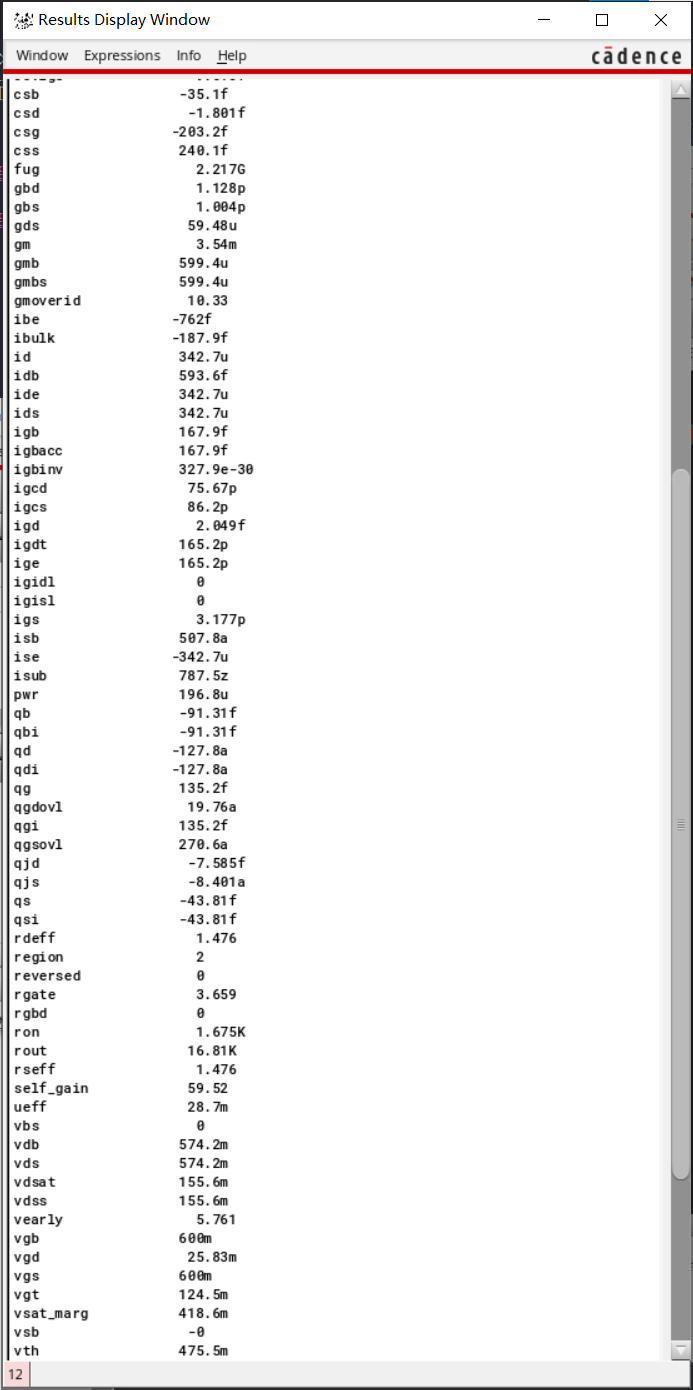 Results Display Window
Window Expressions Info Help
cādence
csb -35.1f
csd -1.801f
csg -203.2f
css 240.1f
fug 2.217G
gbd 1.128p
gbs 1.004p
gds 59.48u
gm 3.54m
gmb 599.4u
gmbs 599.4u
gmoverid 10.33
ibe -762f
ibulk -187.9f
id 342.7u
idb 593.6f
ide 342.7u
ids 342.7u
igb 167.9f
igbacc 167.9f
igbinv 327.9e-30
igcd 75.67p
igcs 86.2p
igd 2.049f
igdt 165.2p
ige 165.2p
igidl 0
igisl 0
igs 3.177p
isb 507.8a
ise -342.7u
isub 787.5z
pwr 196.8u
qb -91.31f
qbi -91.31f
qd -127.8a
qdi -127.8a
qg 135.2f
qgdovl 19.76a
qgi 135.2f
qgsovl 270.6a
qjd -7.585f
qjs -8.401a
qs -43.81f
qsi -43.81f
rdeff 1.476
region 2
reversed 0
rgate 3.659
rgbd 0
ron 1.675K
rout 16.81K
rseff 1.476
self_gain 59.52
ueff 28.7m
vbs 0
vdb 574.2m
vds 574.2m
vdsat 155.6m
vdss 155.6m
vearly 5.761
vgb 600m
vgd 25.83m
vgs 600m
vgt 124.5m
vsat_marg 418.6m
vsb -0
vth 475.5m
12